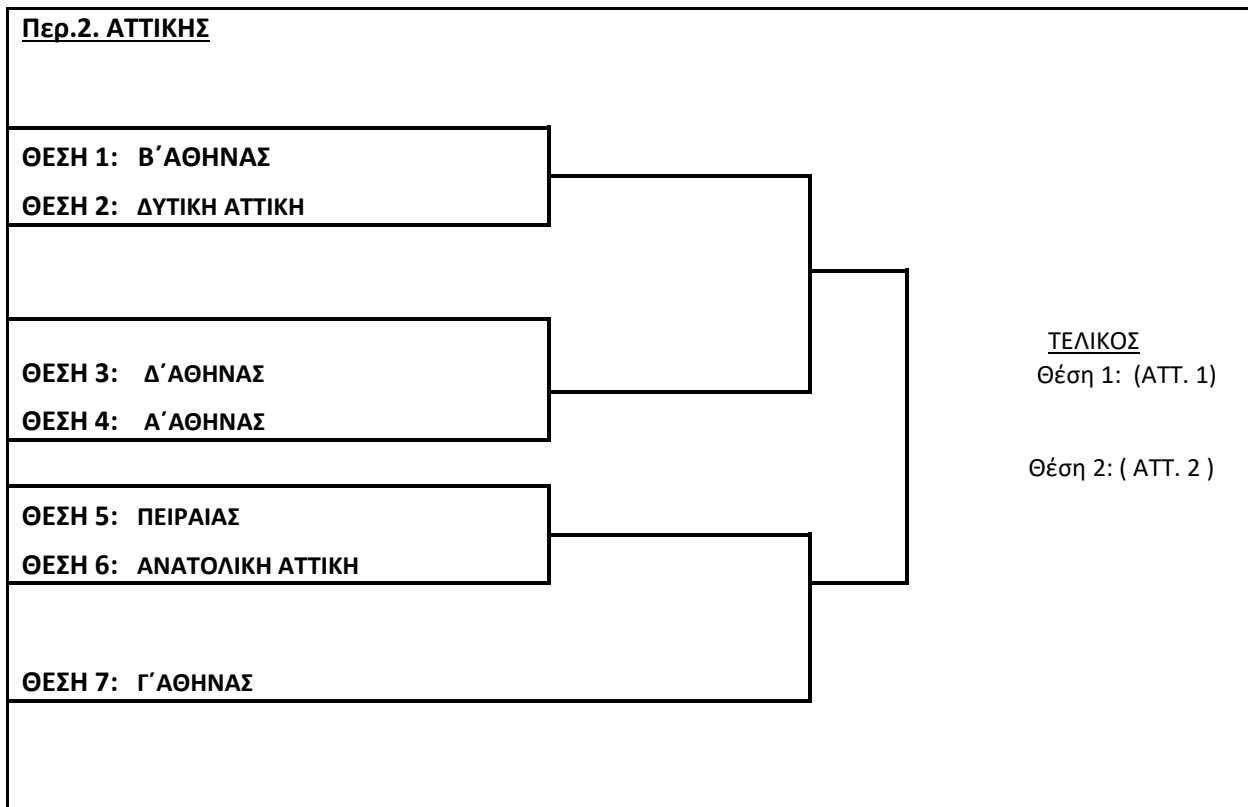 Περ.2. ΑΤΤΙΚΗΣ
ΘΕΣΗ 1: Β΄ΑΘΗΝΑΣ
ΘΕΣΗ 2: ΔΥΤΙΚΗ ΑΤΤΙΚΗ
ΘΕΣΗ 3: Δ΄ΑΘΗΝΑΣ
ΘΕΣΗ 4: Α΄ΑΘΗΝΑΣ
ΘΕΣΗ 5: ΠΕΙΡΑΙΑΣ
ΘΕΣΗ 6: ΑΝΑΤΟΛΙΚΗ ΑΤΤΙΚΗ
ΘΕΣΗ 7: Γ΄ΑΘΗΝΑΣ
ΤΕΛΙΚΟΣ
Θέση 1: (ΑΤΤ. 1)
Θέση 2: ( ΑΤΤ. 2 )